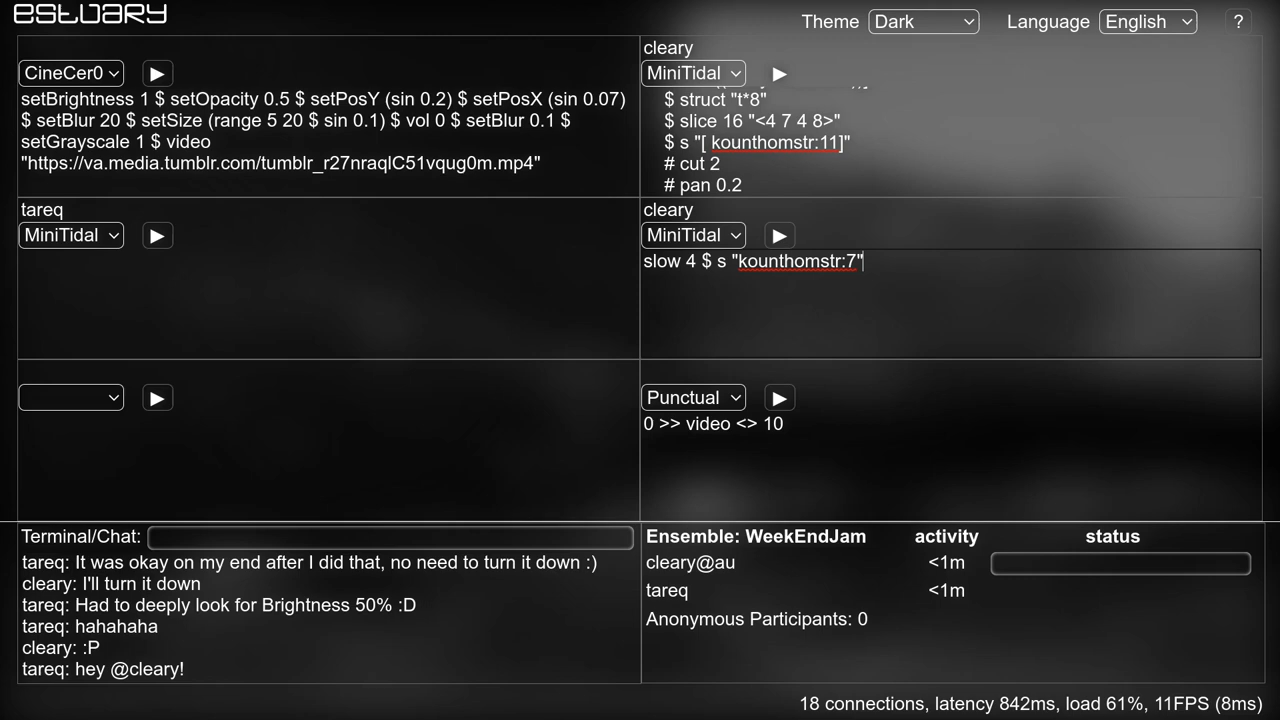 estuary
Theme Dark Language English ?
CineCer0
setBrightness 1 $ setOpacity 0.5 $ setPosY (sin 0.2) $ setPosX (sin 0.07)
$ setBlur 20 $ setSize (range 5 20 $ sin 0.1) $ vol 0 $ setBlur 0.1 $
setGrayscale 1 $ video
"https://va.media.tumblr.com/tumblr_r27nraqlC51vqug0m.mp4"
cleary
MiniTidal
$ struct "t*8"
$ slice 16 "<4 7 4 8>"
$ s "[ kounthomstr:11]"
# cut 2
# pan 0.2
tareq
MiniTidal
cleary
MiniTidal
slow 4 $ s "kounthomstr:7"
Punctual
0 >> video <> 10
Terminal/Chat:
tareq: It was okay on my end after I did that, no need to turn it down :)
cleary: I'll turn it down
tareq: Had to deeply look for Brightness 50% :D
tareq: hahahaha
cleary: :P
tareq: hey @cleary!
Ensemble: WeekEndJam activity status
cleary@au <1m
tareq <1m
Anonymous Participants: 0
18 connections, latency 842ms, load 61%, 11FPS (8ms)